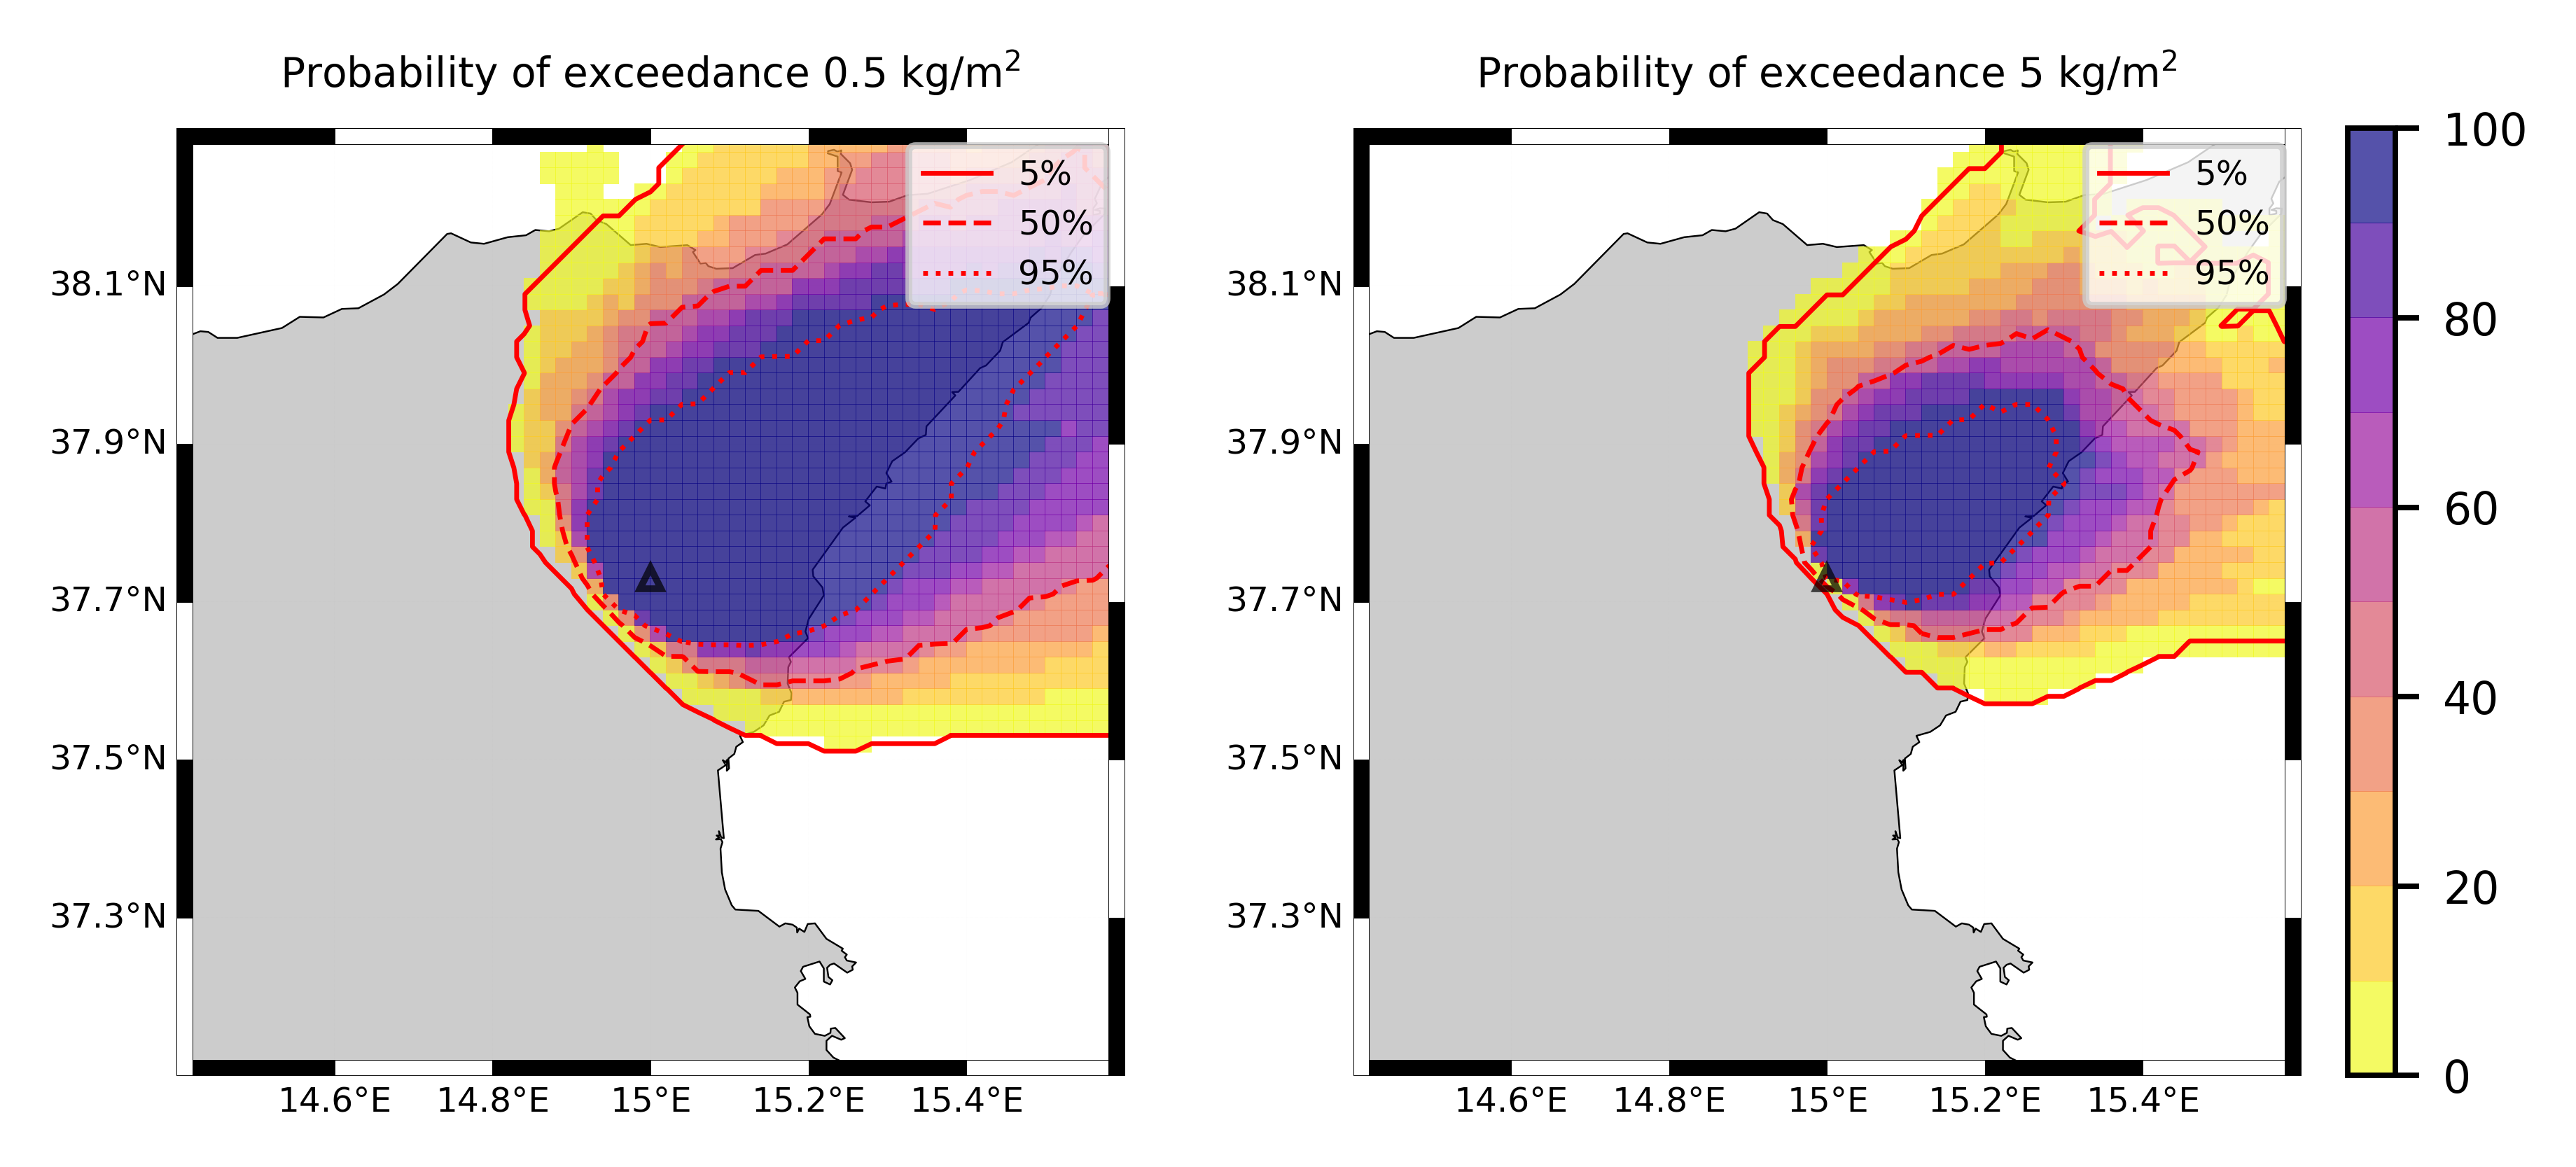 Probability of exceedance 0.5 kg/m²
5%
50%
95%
38.1°N
37.9°N
37.7°N
37.5°N
37.3°N
14.6°E 14.8°E 15°E 15.2°E 15.4°E
Probability of exceedance 5 kg/m²
5%
50%
95%
38.1°N
37.9°N
37.7°N
37.5°N
37.3°N
14.6°E 14.8°E 15°E 15.2°E 15.4°E
100
80
60
40
20
0